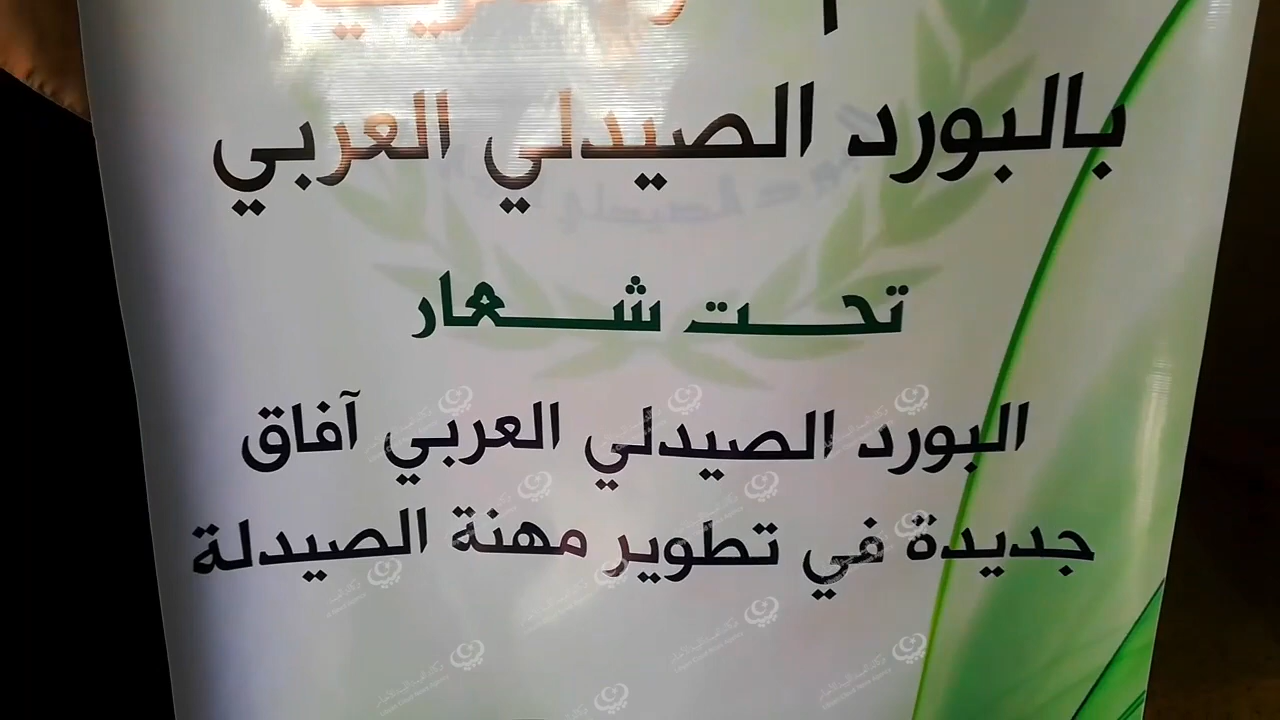 بالبورد الصيدلي العربي
تحت شعار
البورد الصيدلي العربي آفاق
جديدة في تطوير مهنة الصيدلة